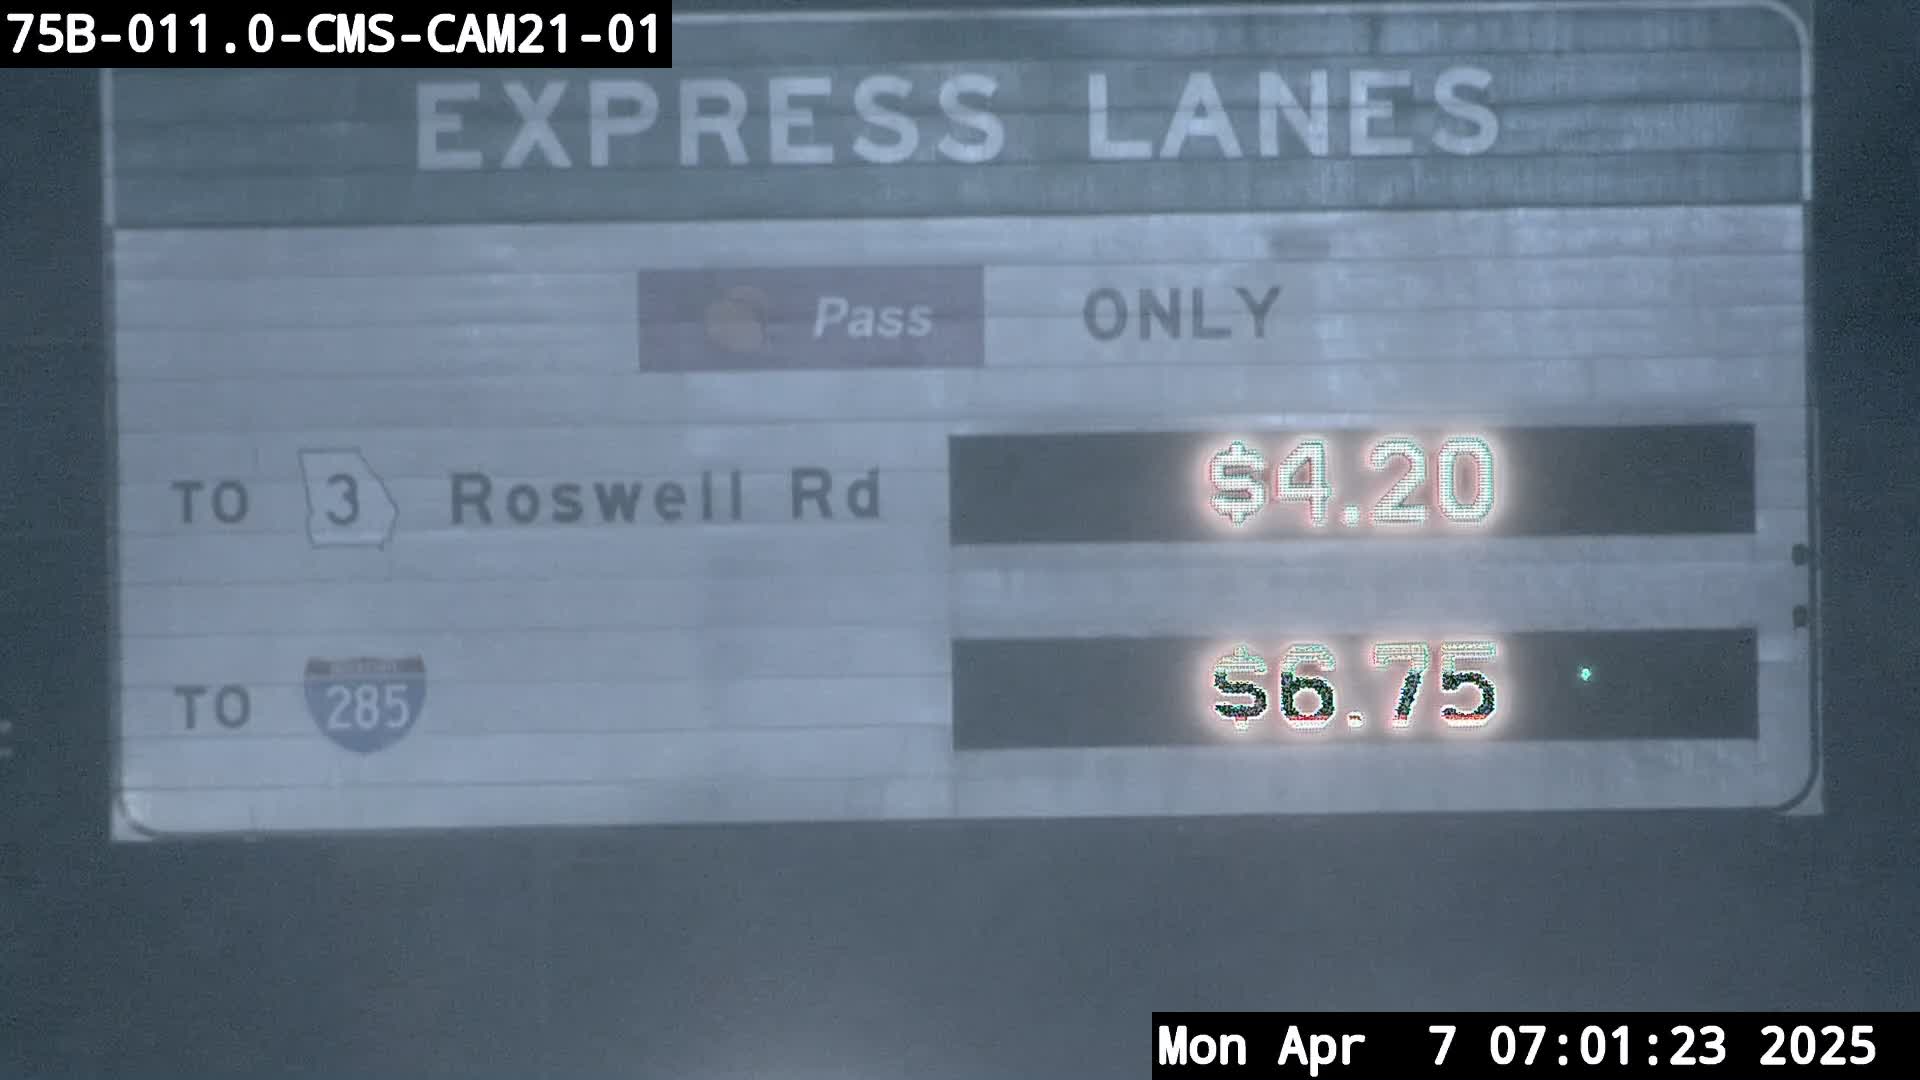 75B-011.0-CMS-CAM21-01
EXPRESS LANES
Pass ONLY
TO 3 Roswell Rd $4.20
TO 285 $6.75
Mon Apr 7 07:01:23 2025